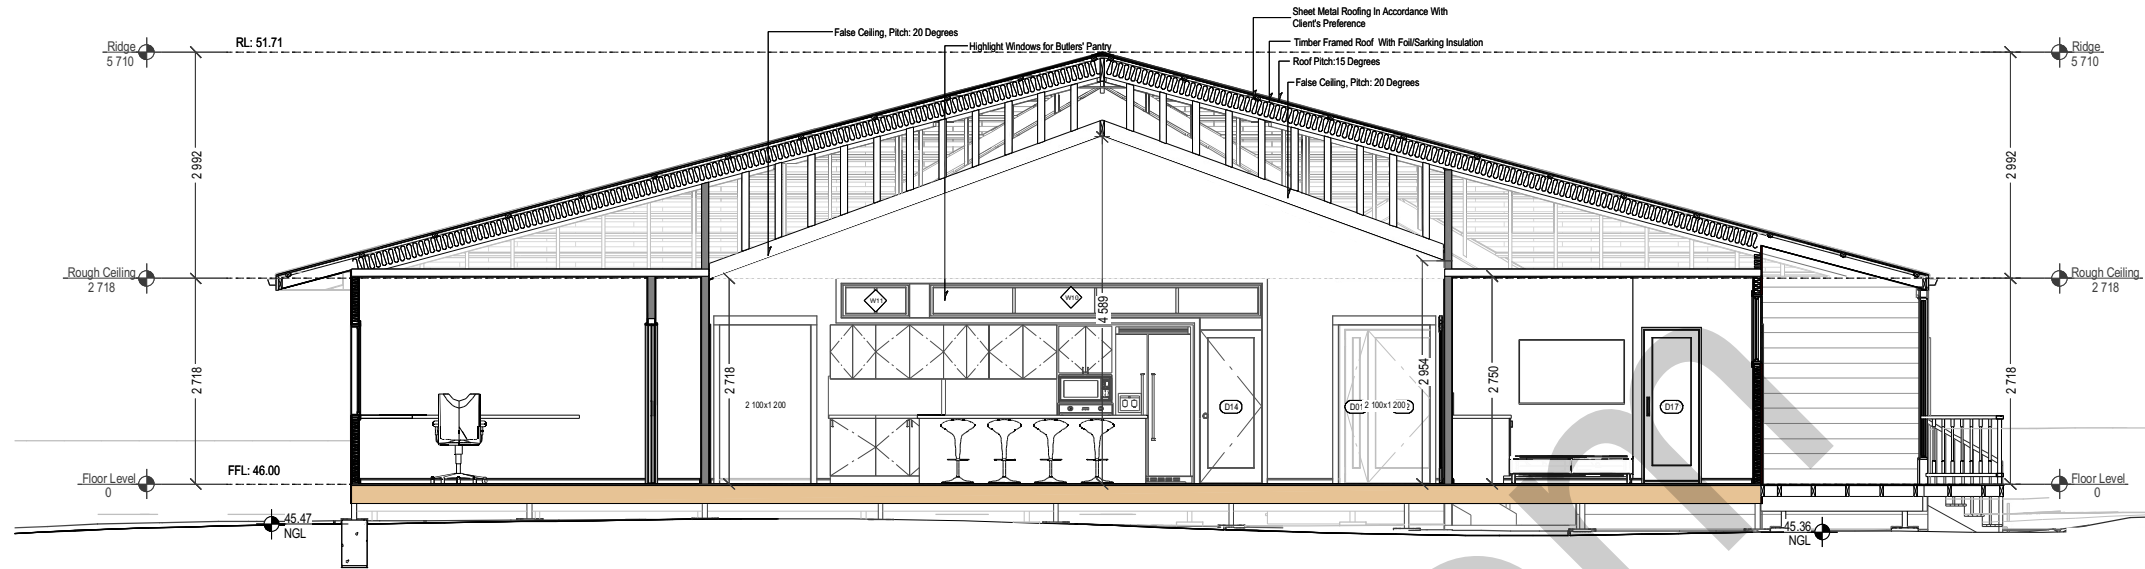 Sheet Metal Roofing In Accordance With
Client's Preference
False Ceiling, Pitch: 20 Degrees
RL: 51.71
Highlight Windows for Butlers' Pantry
Timber Framed Roof With Foil/Sarking Insulation
Ridge
5 710
Ridge
5 710
Roof Pitch:15 Degrees
False Ceiling, Pitch: 20 Degrees
2 992
2 992
Rough Ceiling
2 718
Rough Ceiling
2 718
W11
W10
4 589
2 718
2 718
2 954
2 750
2 718
2 100x1 200
D14
2 100x1 200
D17
FFL: 46.00
Floor Level
0
Floor Level
0
45.47
NGL
45.36
NGL